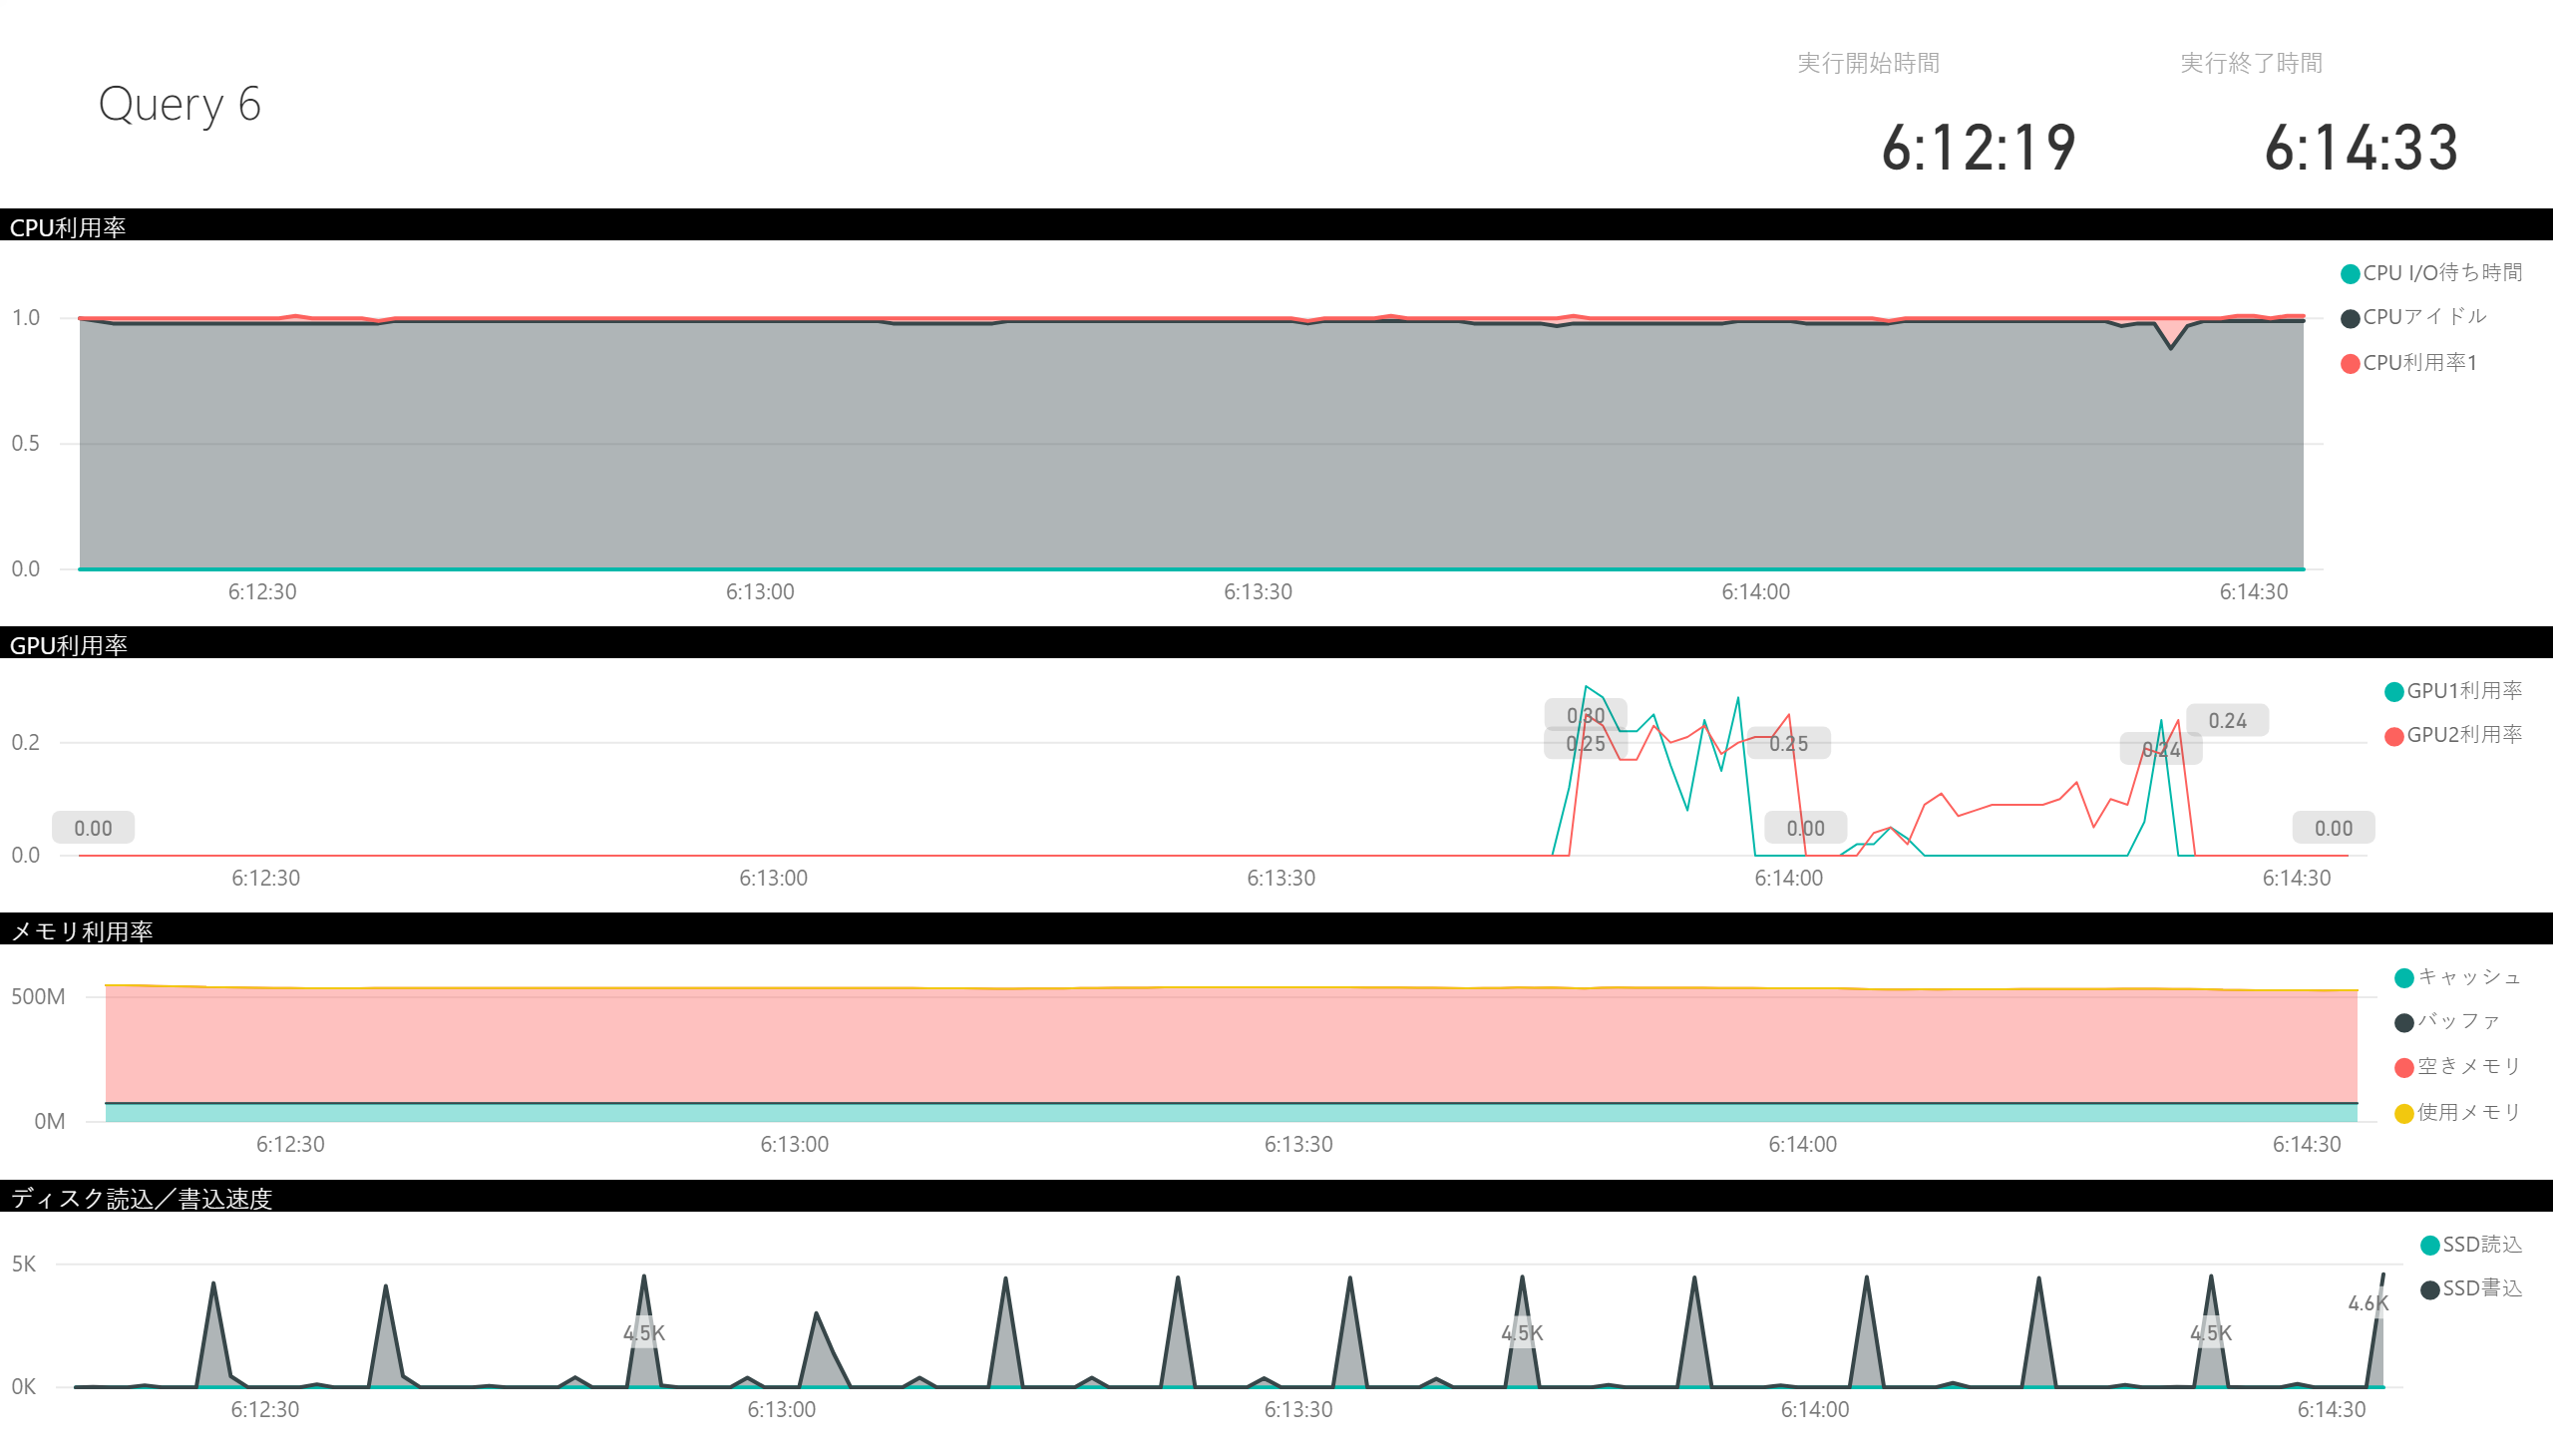 Query 6
実行開始時間
実行終了時間
6:12:19
6:14:33
CPU利用率
CPU I/O待ち時間
CPUアイドル
CPU利用率1
1.0
0.5
0.0
6:12:30
6:13:00
6:13:30
6:14:00
6:14:30
GPU利用率
GPU1利用率
GPU2利用率
0.2
0.0
0.00
0.30
0.25
0.25
0.00
0.24
0.24
0.00
6:12:30
6:13:00
6:13:30
6:14:00
6:14:30
メモリ利用率
キャッシュ
バッファ
空きメモリ
使用メモリ
500M
0M
6:12:30
6:13:00
6:13:30
6:14:00
6:14:30
ディスク読込／書込速度
SSD読込
SSD書込
5K
0K
4.5K
4.5K
4.5K
4.6K
6:12:30
6:13:00
6:13:30
6:14:00
6:14:30